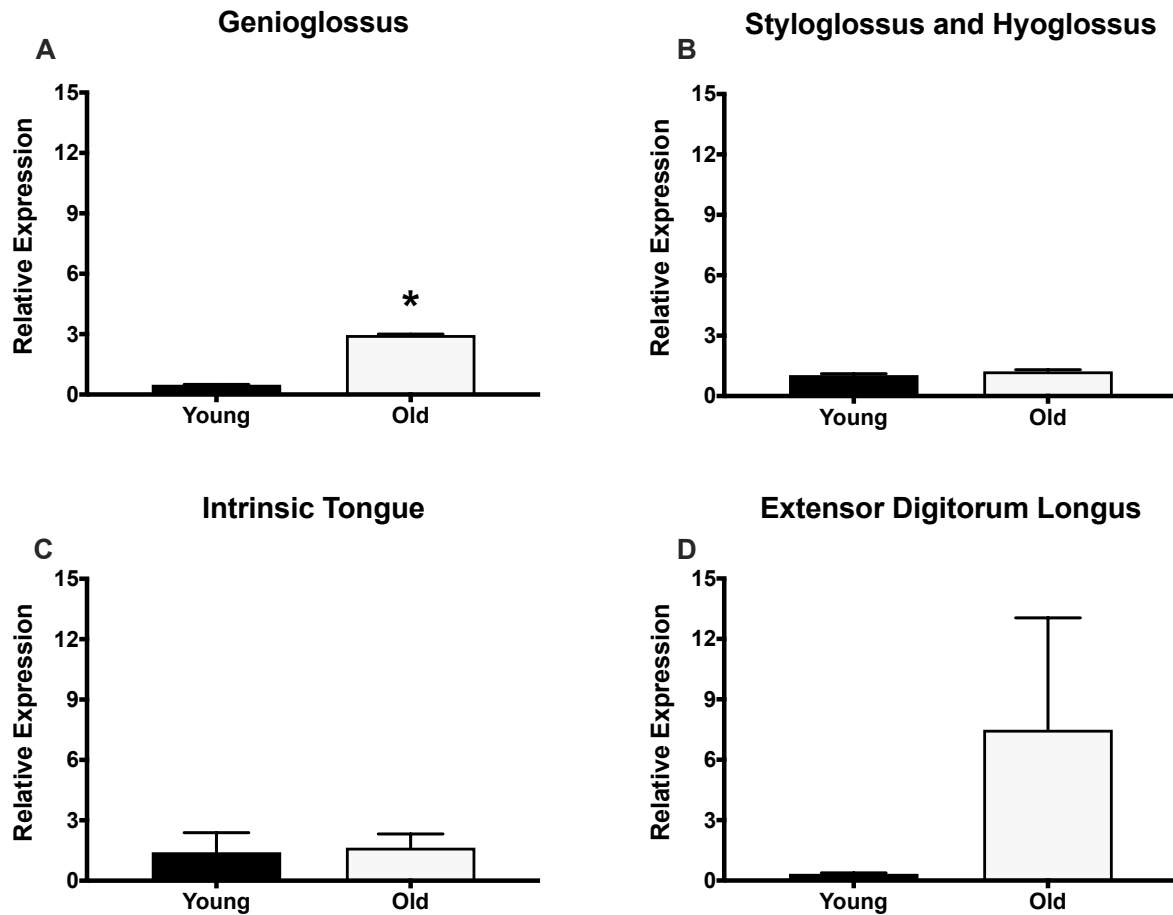 Genioglossus
A
Relative Expression
15
12
9
6
3
0
*
Young Old
Styloglossus and Hyoglossus
B
Relative Expression
15
12
9
6
3
0
Young Old
Intrinsic Tongue
C
Relative Expression
15
12
9
6
3
0
Young Old
Extensor Digitorum Longus
D
Relative Expression
15
12
9
6
3
0
Young Old